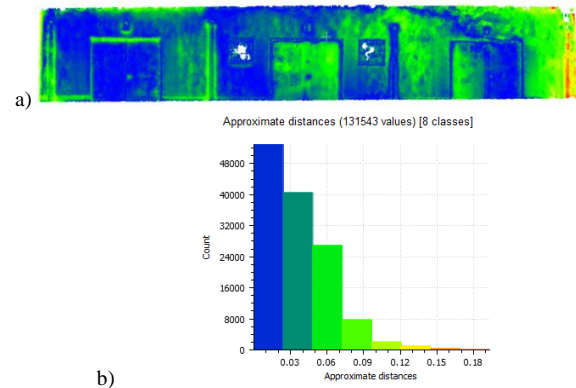 a)
Approximate distances (131543 values) [8 classes]
48000
40000
32000
24000
16000
8000
0
Count
0.03 0.06 0.09 0.12 0.15 0.18
Approximate distances
b)